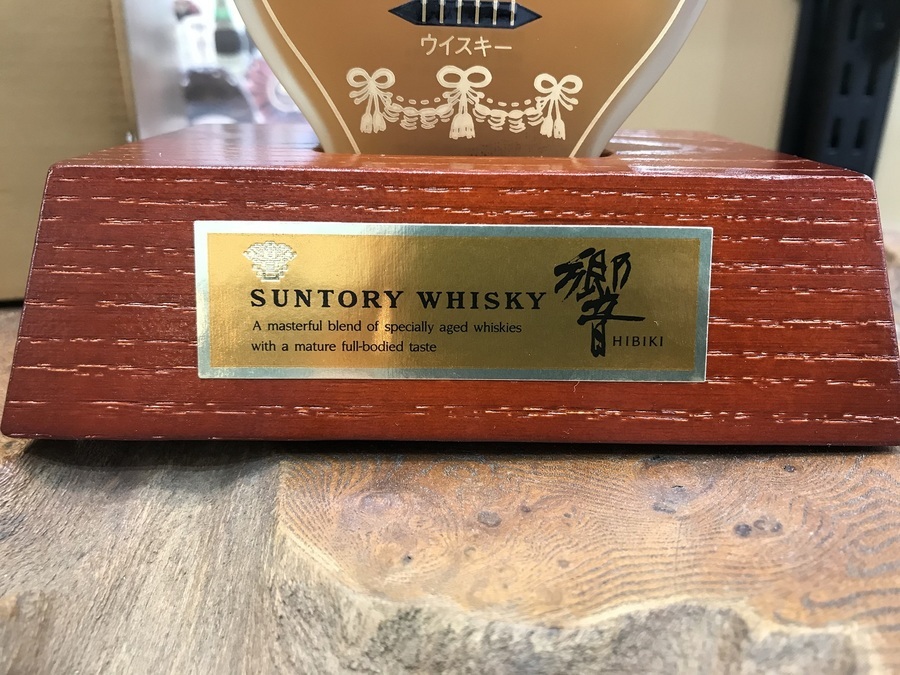 ウイスキー
SUNTORY WHISKY
響
A masterful blend of specially aged whiskies
with a mature full-bodied taste
HIBIKI